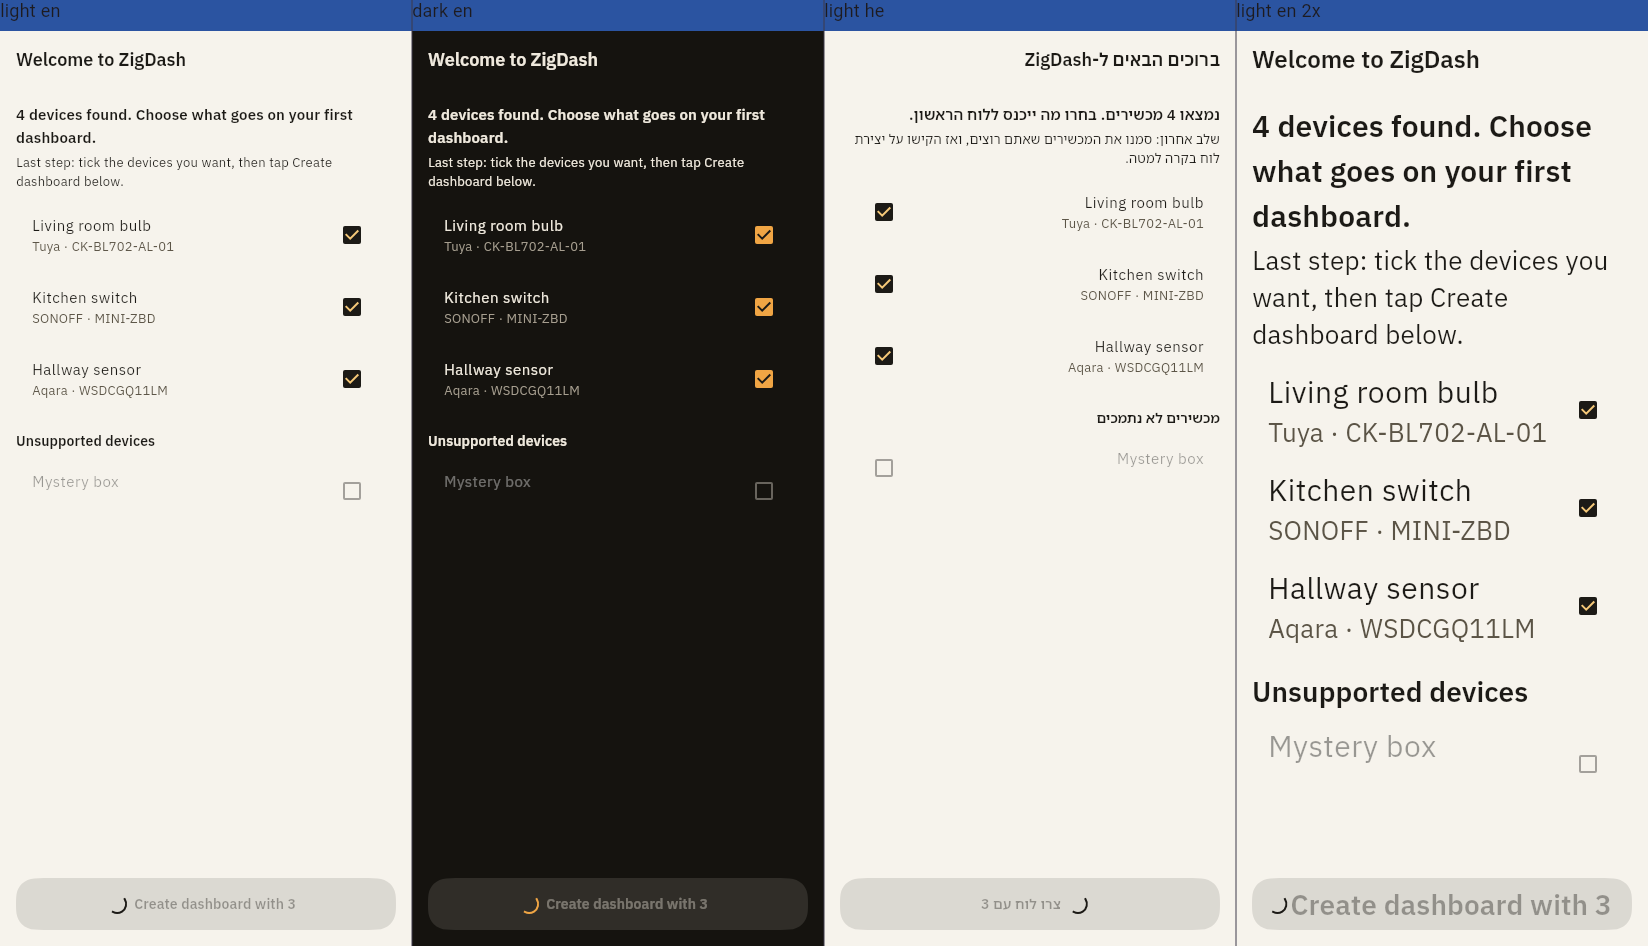 light en
Welcome to ZigDash
4 devices found. Choose what goes on your first
dashboard.
Last step: tick the devices you want, then tap Create
dashboard below.
Living room bulb
Tuya · CK-BL702-AL-01
Kitchen switch
SONOFF · MINI-ZBD
Hallway sensor
Aqara · WSDCGQ11LM
Unsupported devices
Mystery box
Create dashboard with 3
dark en
Welcome to ZigDash
4 devices found. Choose what goes on your first
dashboard.
Last step: tick the devices you want, then tap Create
dashboard below.
Living room bulb
Tuya · CK-BL702-AL-01
Kitchen switch
SONOFF · MINI-ZBD
Hallway sensor
Aqara · WSDCGQ11LM
Unsupported devices
Mystery box
Create dashboard with 3
light he
ברוכים הבאים ל-ZigDash
נמצאו 4 מכשירים. בחרו מה ייכנס ללוח הראשון.
שלב אחרון: סמנו את המכשירים שאתם רוצים, ואז הקישו על יצירת
לוח בקרה למטה.
Living room bulb
Tuya · CK-BL702-AL-01
Kitchen switch
SONOFF · MINI-ZBD
Hallway sensor
Aqara · WSDCGQ11LM
מכשירים לא נתמכים
Mystery box
צרו לוח עם 3
light en 2x
Welcome to ZigDash
4 devices found. Choose
what goes on your first
dashboard.
Last step: tick the devices you
want, then tap Create
dashboard below.
Living room bulb
Tuya · CK-BL702-AL-01
Kitchen switch
SONOFF · MINI-ZBD
Hallway sensor
Aqara · WSDCGQ11LM
Unsupported devices
Mystery box
Create dashboard with 3